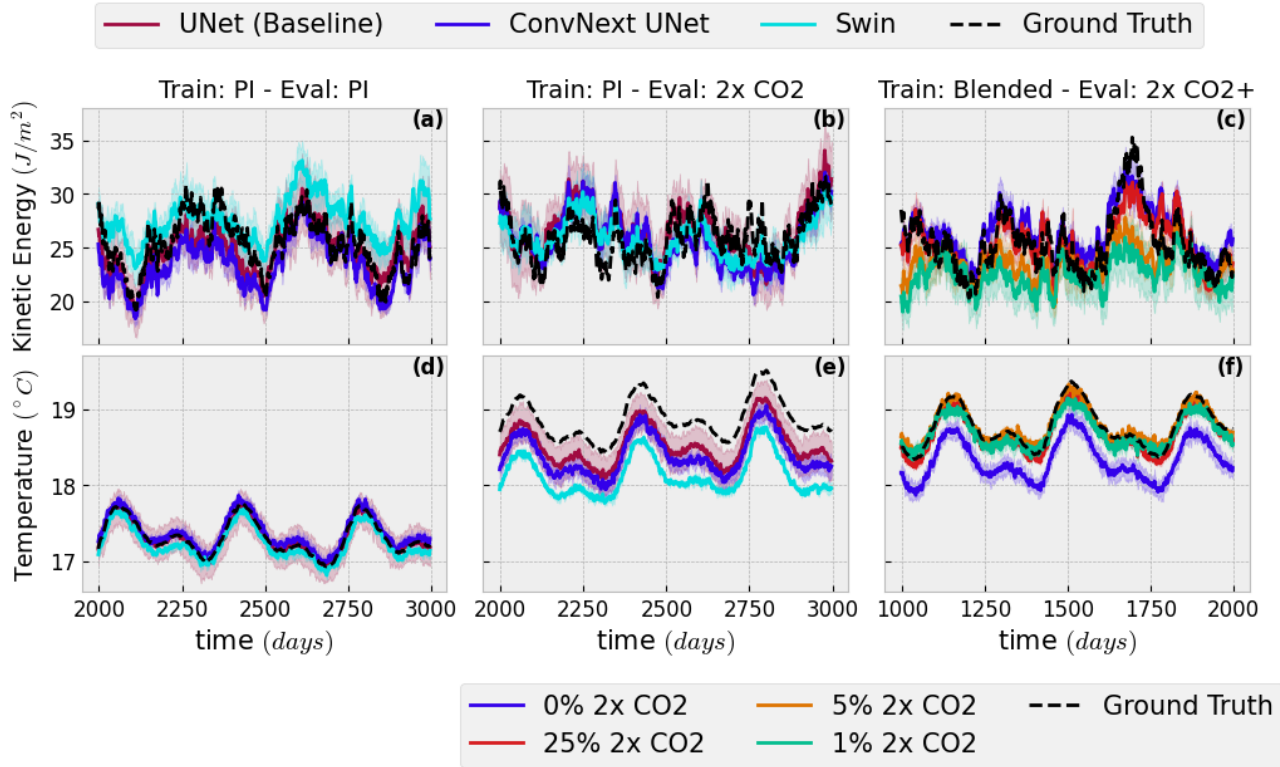 UNet (Baseline) ConvNext UNet Swin Ground Truth
Train: PI - Eval: PI Train: PI - Eval: 2x CO2 Train: Blended - Eval: 2x CO2+
(a) (b) (c)
Kinetic Energy (J/m²)
35
30
25
20
(d) (e) (f)
Temperature (°C)
19
18
17
2000 2250 2500 2750 3000 2000 2250 2500 2750 3000 1000 1250 1500 1750 2000
time (days) time (days) time (days)
0% 2x CO2 5% 2x CO2 Ground Truth
25% 2x CO2 1% 2x CO2